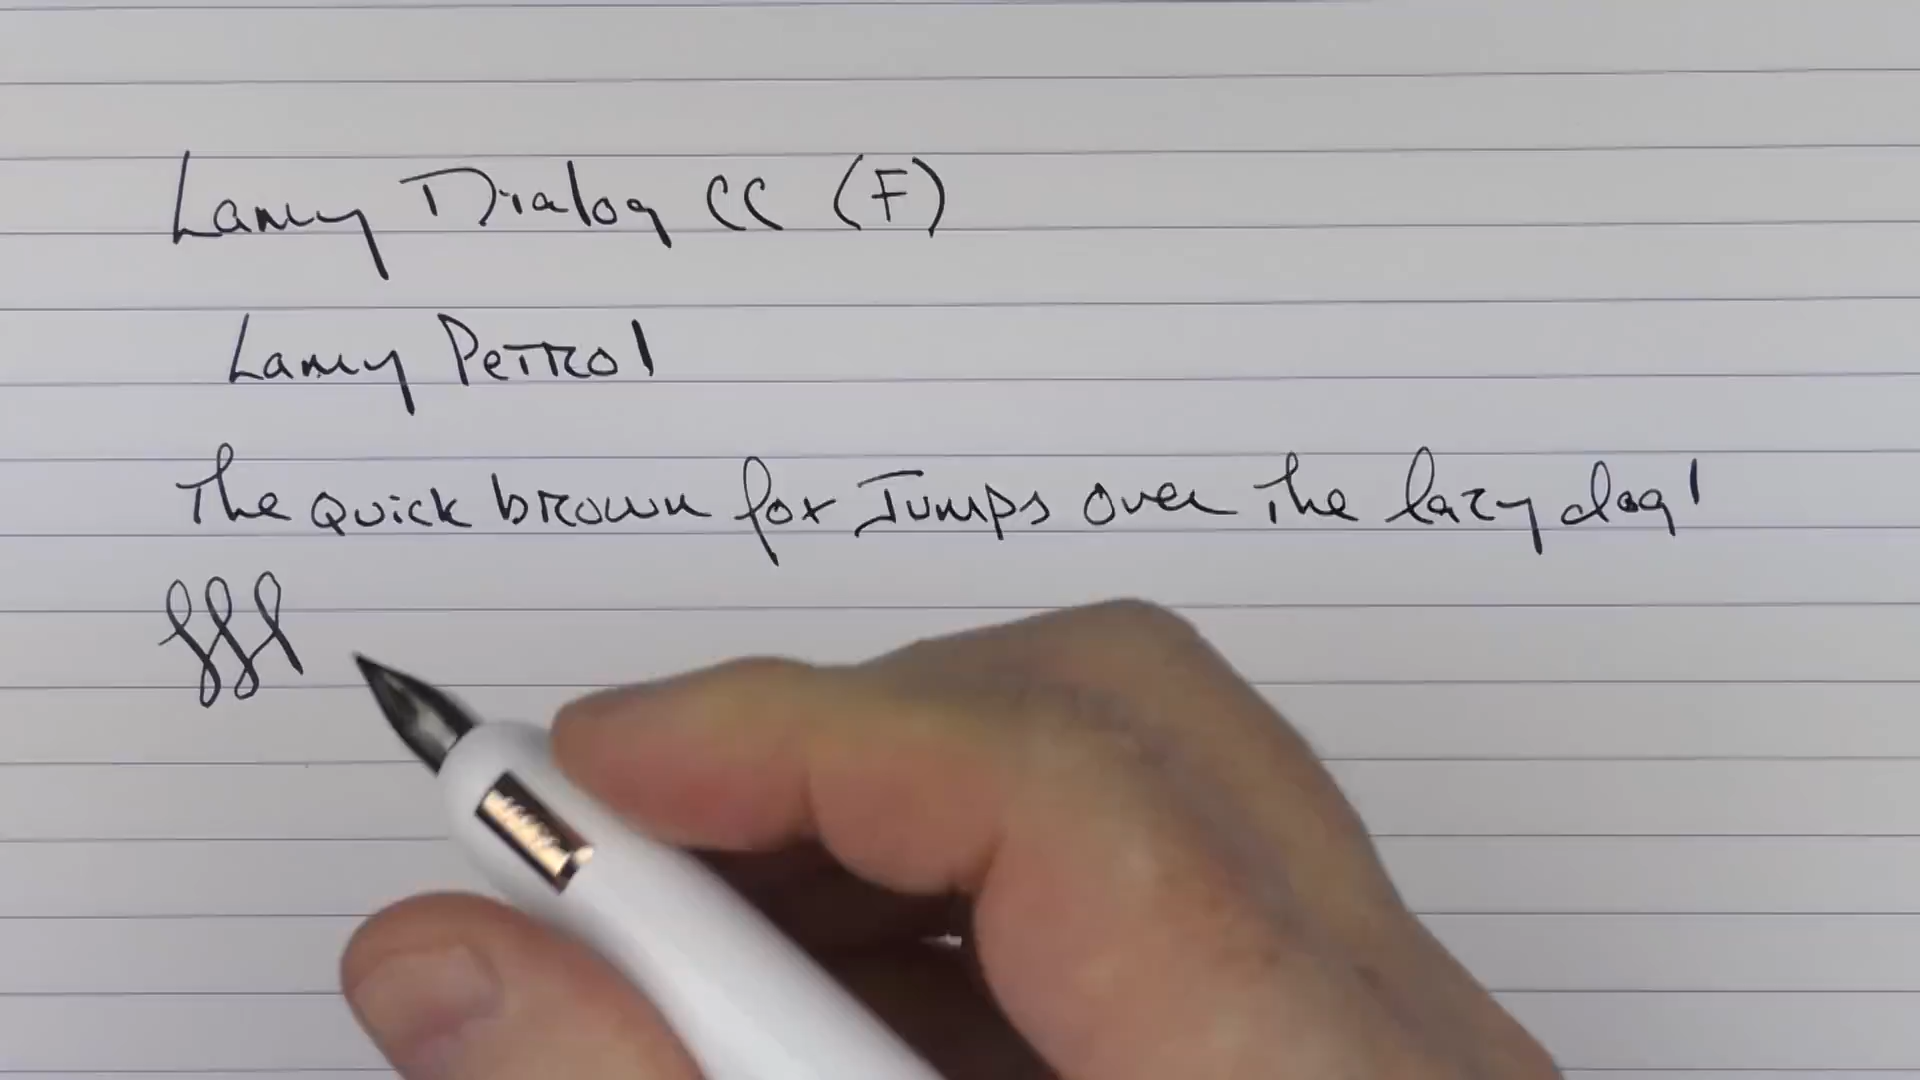 Lamy Dialog CC (F)
Lamy Petrol
The quick brown fox Jumps over the lazy dog!